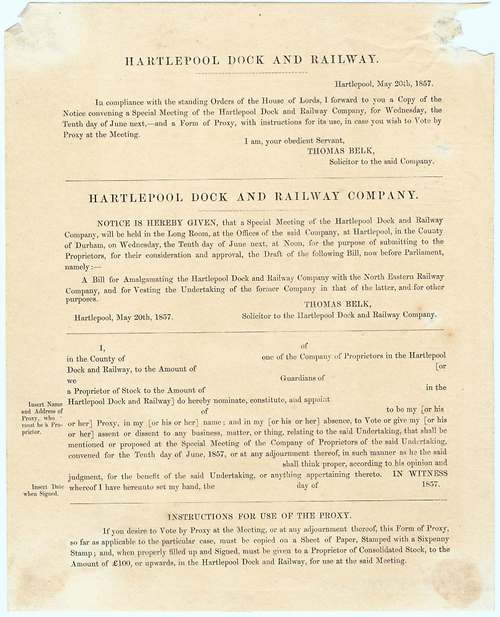 HARTLEPOOL DOCK AND RAILWAY.
Hartlepool, May 20th, 1857.
In compliance with the standing Orders of the House of Lords, I forward to you a Copy of the
Notice convening a Special Meeting of the Hartlepool Dock and Railway Company, for Wednesday, the
Tenth day of June next,—and a Form of Proxy, with instructions for its use, in case you wish to Vote by
Proxy at the Meeting.
I am, your obedient Servant,
THOMAS BELK,
Solicitor to the said Company.
HARTLEPOOL DOCK AND RAILWAY COMPANY.
NOTICE IS HEREBY GIVEN, that a Special Meeting of the Hartlepool Dock and Railway
Company, will be held in the Long Room, at the Offices of the said Company, at Hartlepool, in the County
of Durham, on Wednesday, the Tenth day of June next, at Noon, for the purpose of submitting to the
Proprietors, for their consideration and approval, the Draft of the following Bill, now before Parliament,
namely:—
A Bill for Amalgamating the Hartlepool Dock and Railway Company with the North Eastern Railway
Company, and for Vesting the Undertaking of the former Company in that of the latter, and for other
purposes.
THOMAS BELK,
Hartlepool, May 20th, 1857. Solicitor to the Hartlepool Dock and Railway Company.
I, of
in the County of one of the Company of Proprietors in the Hartlepool
Dock and Railway, to the Amount of [or
we Guardians of
a Proprietor of Stock to the Amount of in the
Hartlepool Dock and Railway] do hereby nominate, constitute, and appoint
of to be my [or his
or her] Proxy, in my [or his or her] name; and in my [or his or her] absence, to Vote or give my [or his
or her] assent or dissent to any business, matter, or thing, relating to the said Undertaking, that shall be
mentioned or proposed at the Special Meeting of the Company of Proprietors of the said Undertaking,
convened for the Tenth day of June, 1857, or at any adjournment thereof, in such manner as he the said
shall think proper, according to his opinion and
judgment, for the benefit of the said Undertaking, or anything appertaining thereto. IN WITNESS
whereof I have hereunto set my hand, the day of 1857.
Insert Name
and Address of
Proxy, who
must be a Pro-
prietor.
Insert Date
when Signed.
INSTRUCTIONS FOR USE OF THE PROXY.
If you desire to Vote by Proxy at the Meeting, or at any adjournment thereof, this Form of Proxy,
so far as applicable to the particular case, must be copied on a Sheet of Paper, Stamped with a Sixpenny
Stamp; and, when properly filled up and Signed, must be given to a Proprietor of Consolidated Stock, to the
Amount of £100, or upwards, in the Hartlepool Dock and Railway, for use at the said Meeting.